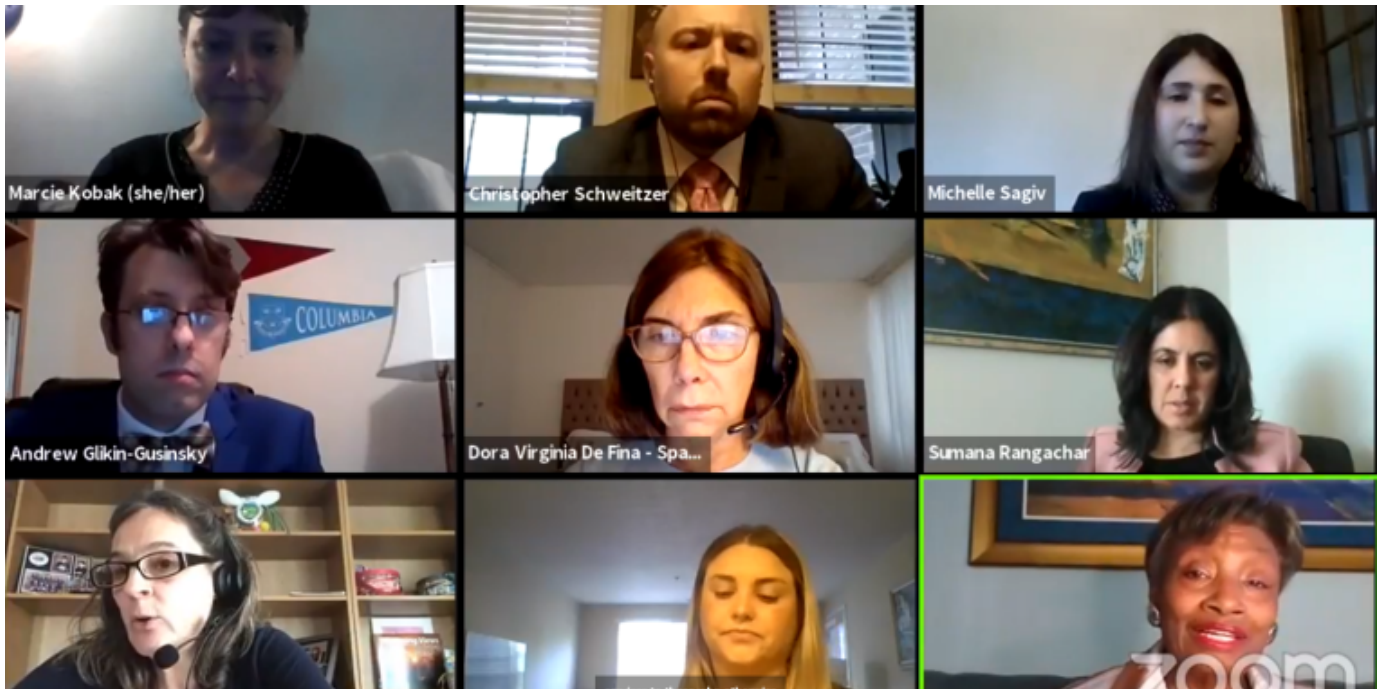 Marcie Kobak (she/her)
Christopher Schweitzer
Michelle Sagiv
COLUMBIA
Andrew Glikin-Gusinsky
Dora Virginia De Fina - Spa...
Sumana Rangachar
zoom